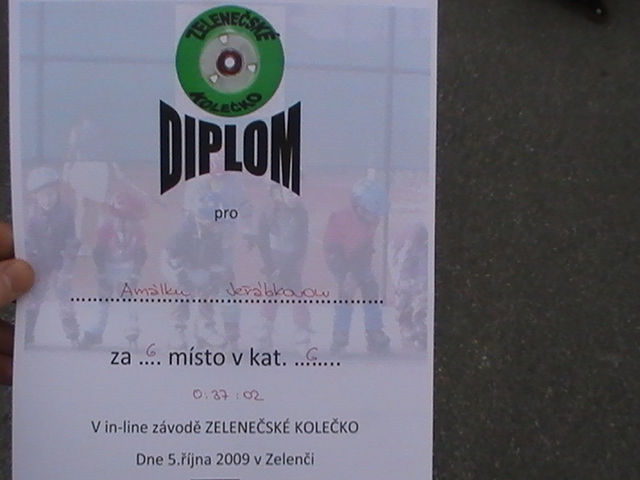 ZELENEČSKÉ
KOLEČKO
DIPLOM
pro
Amálku Jeřábkovou
za 6 místo v kat. G
0:37:02
V in-line závodě ZELENEČSKÉ KOLEČKO
Dne 5.října 2009 v Zelenči